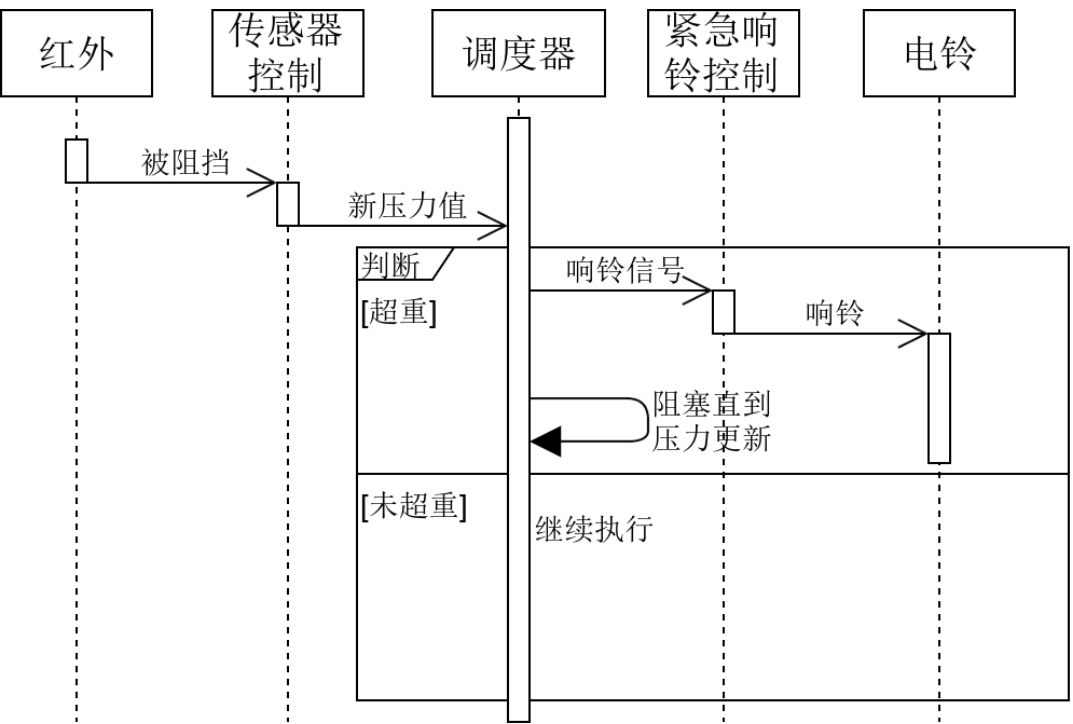 红外
传感器
控制
调度器
紧急响
铃控制
电铃
被阻挡
新压力值
判断
响铃信号
[超重]
响铃
阻塞直到
压力更新
[未超重]
继续执行